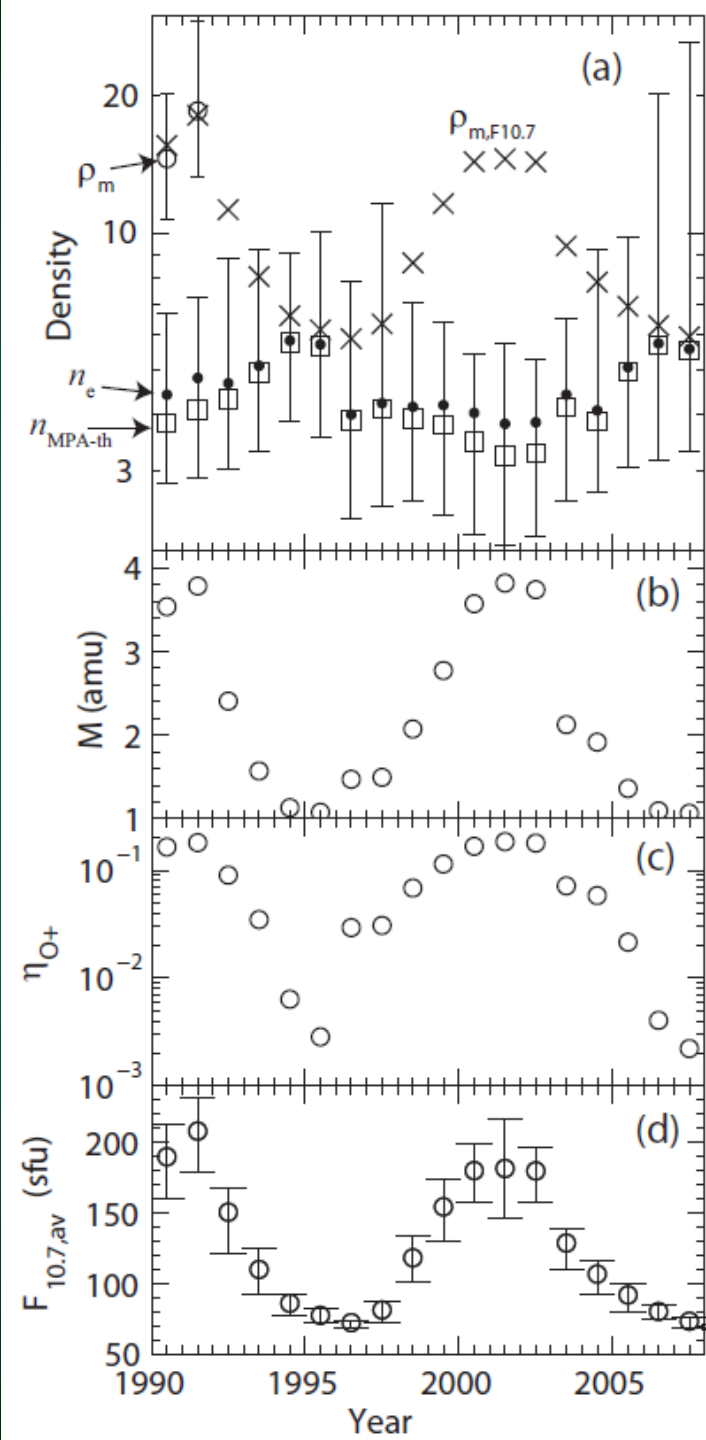 (a)
20
ρm,F10.7
ρm
10
Density
ne
nMPA-th
3
4
(b)
3
M (amu)
2
1
(c)
10−1
ηO+
10−2
10−3
(d)
200
F10.7,av (sfu)
150
100
50
1990 1995 2000 2005
Year